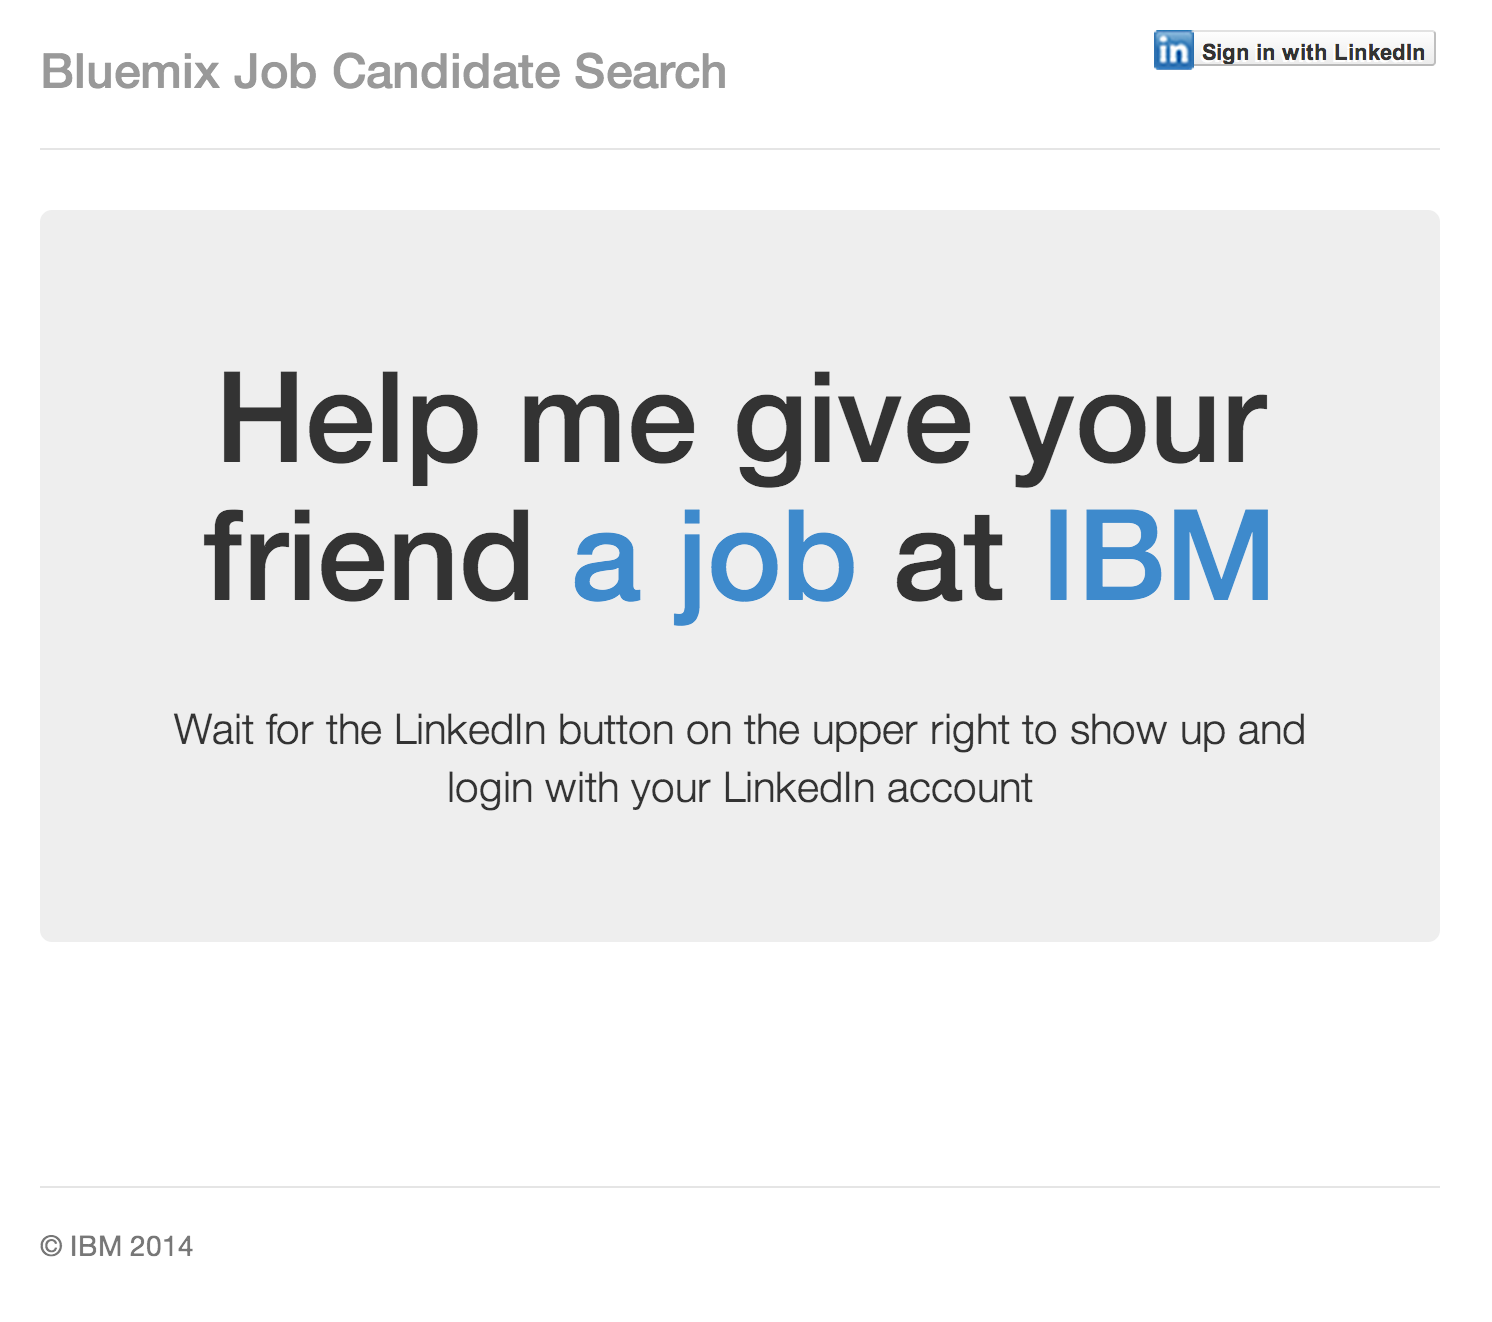 Bluemix Job Candidate Search
in Sign in with LinkedIn
Help me give your
friend a job at IBM
Wait for the LinkedIn button on the upper right to show up and
login with your LinkedIn account
© IBM 2014